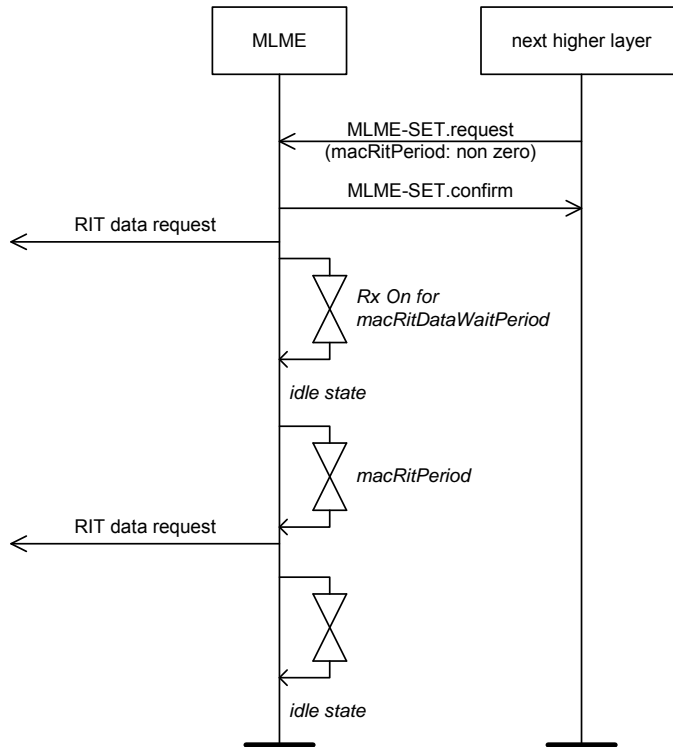 MLME
next higher layer
MLME-SET.request
(macRitPeriod: non zero)
MLME-SET.confirm
RIT data request
Rx On for
macRitDataWaitPeriod
idle state
macRitPeriod
RIT data request
idle state